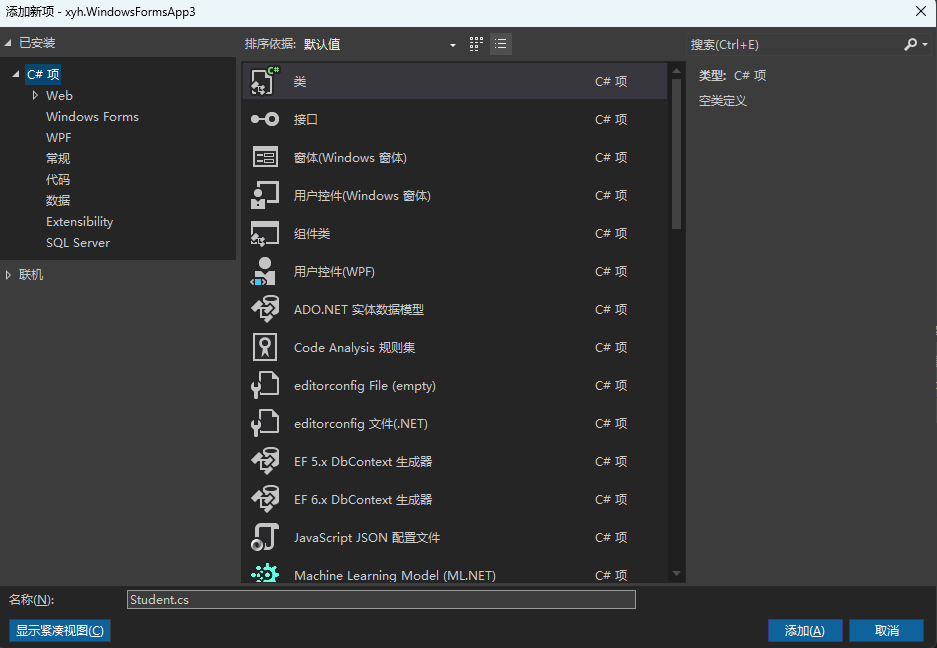 添加新项 - xyh.WindowsFormsApp3
已安装
排序依据: 默认值
搜索(Ctrl+E)
C# 项
Web
Windows Forms
WPF
常规
代码
数据
Extensibility
SQL Server
联机
类 C# 项
接口 C# 项
窗体(Windows 窗体) C# 项
用户控件(Windows 窗体) C# 项
组件类 C# 项
用户控件(WPF) C# 项
ADO.NET 实体数据模型 C# 项
Code Analysis 规则集 C# 项
editorconfig File (empty) C# 项
editorconfig 文件(.NET) C# 项
EF 5.x DbContext 生成器 C# 项
EF 6.x DbContext 生成器 C# 项
JavaScript JSON 配置文件 C# 项
Machine Learning Model (ML.NET) C# 项
类型: C# 项
空类定义
名称(N): Student.cs
显示紧凑视图(C) 添加(A) 取消